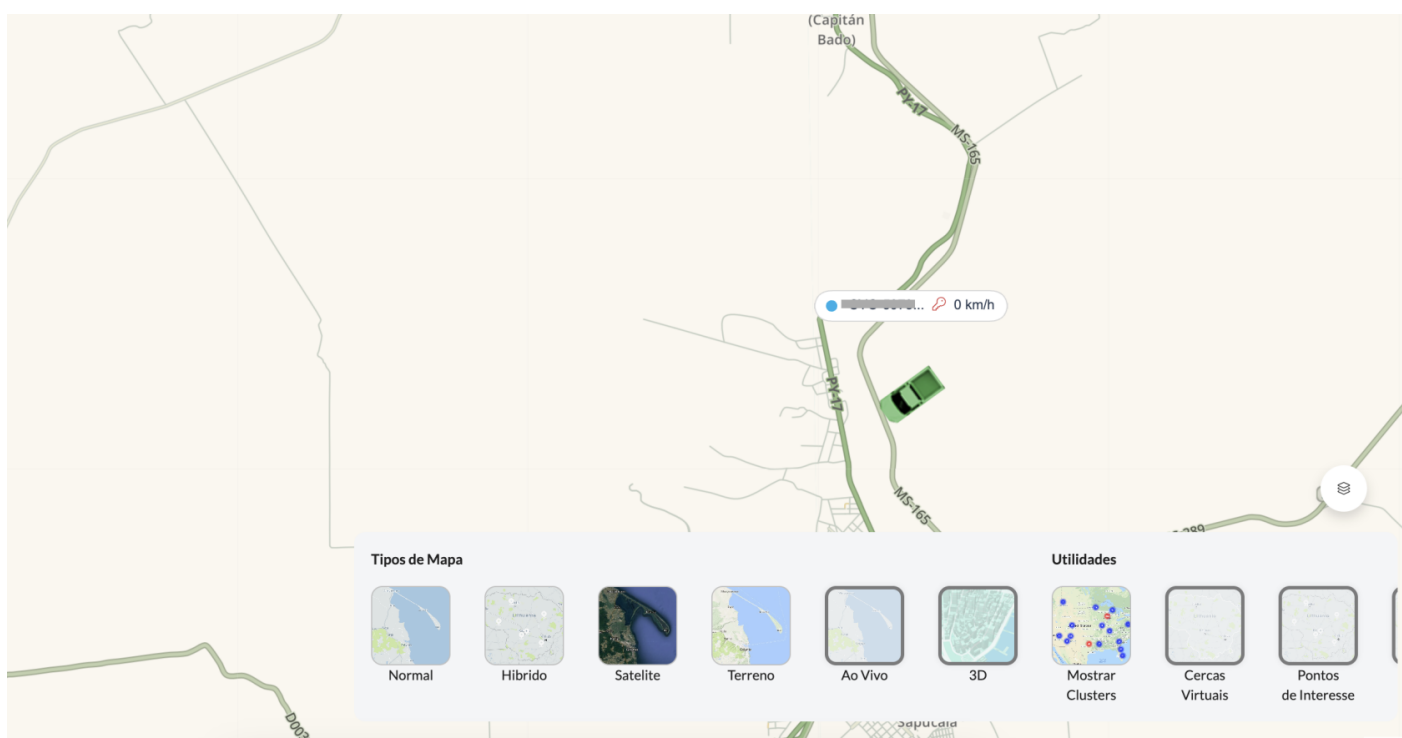 (Capitán
Bado)
PY-17
MS-165
0 km/h
PY-17
MS-165
Tipos de Mapa
Utilidades
Normal
Hibrido
Satelite
Terreno
Ao Vivo
3D
Mostrar
Clusters
Cercas
Virtuais
Pontos
de Interesse
D003
Sapucaia